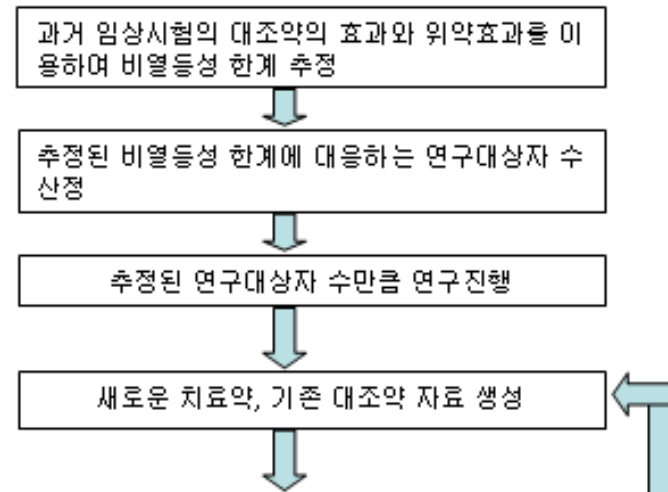 과거 임상시험의 대조약의 효과와 위약효과를 이
용하여 비열등성 한계 추정
추정된 비열등성 한계에 대응하는 연구대상자 수
산정
추정된 연구대상자 수만큼 연구진행
새로운 치료약, 기존 대조약 자료 생성